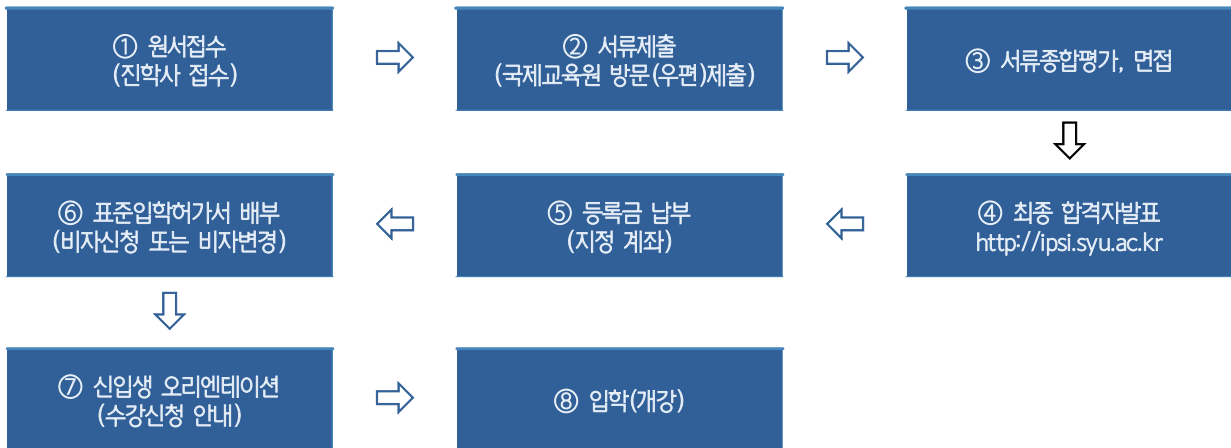 ① 원서접수
(진학사 접수)
② 서류제출
(국제교육원 방문(우편)제출)
③ 서류종합평가, 면접
④ 최종 합격자발표
http://ipsi.syu.ac.kr
⑤ 등록금 납부
(지정 계좌)
⑥ 표준입학허가서 배부
(비자신청 또는 비자변경)
⑦ 신입생 오리엔테이션
(수강신청 안내)
⑧ 입학(개강)